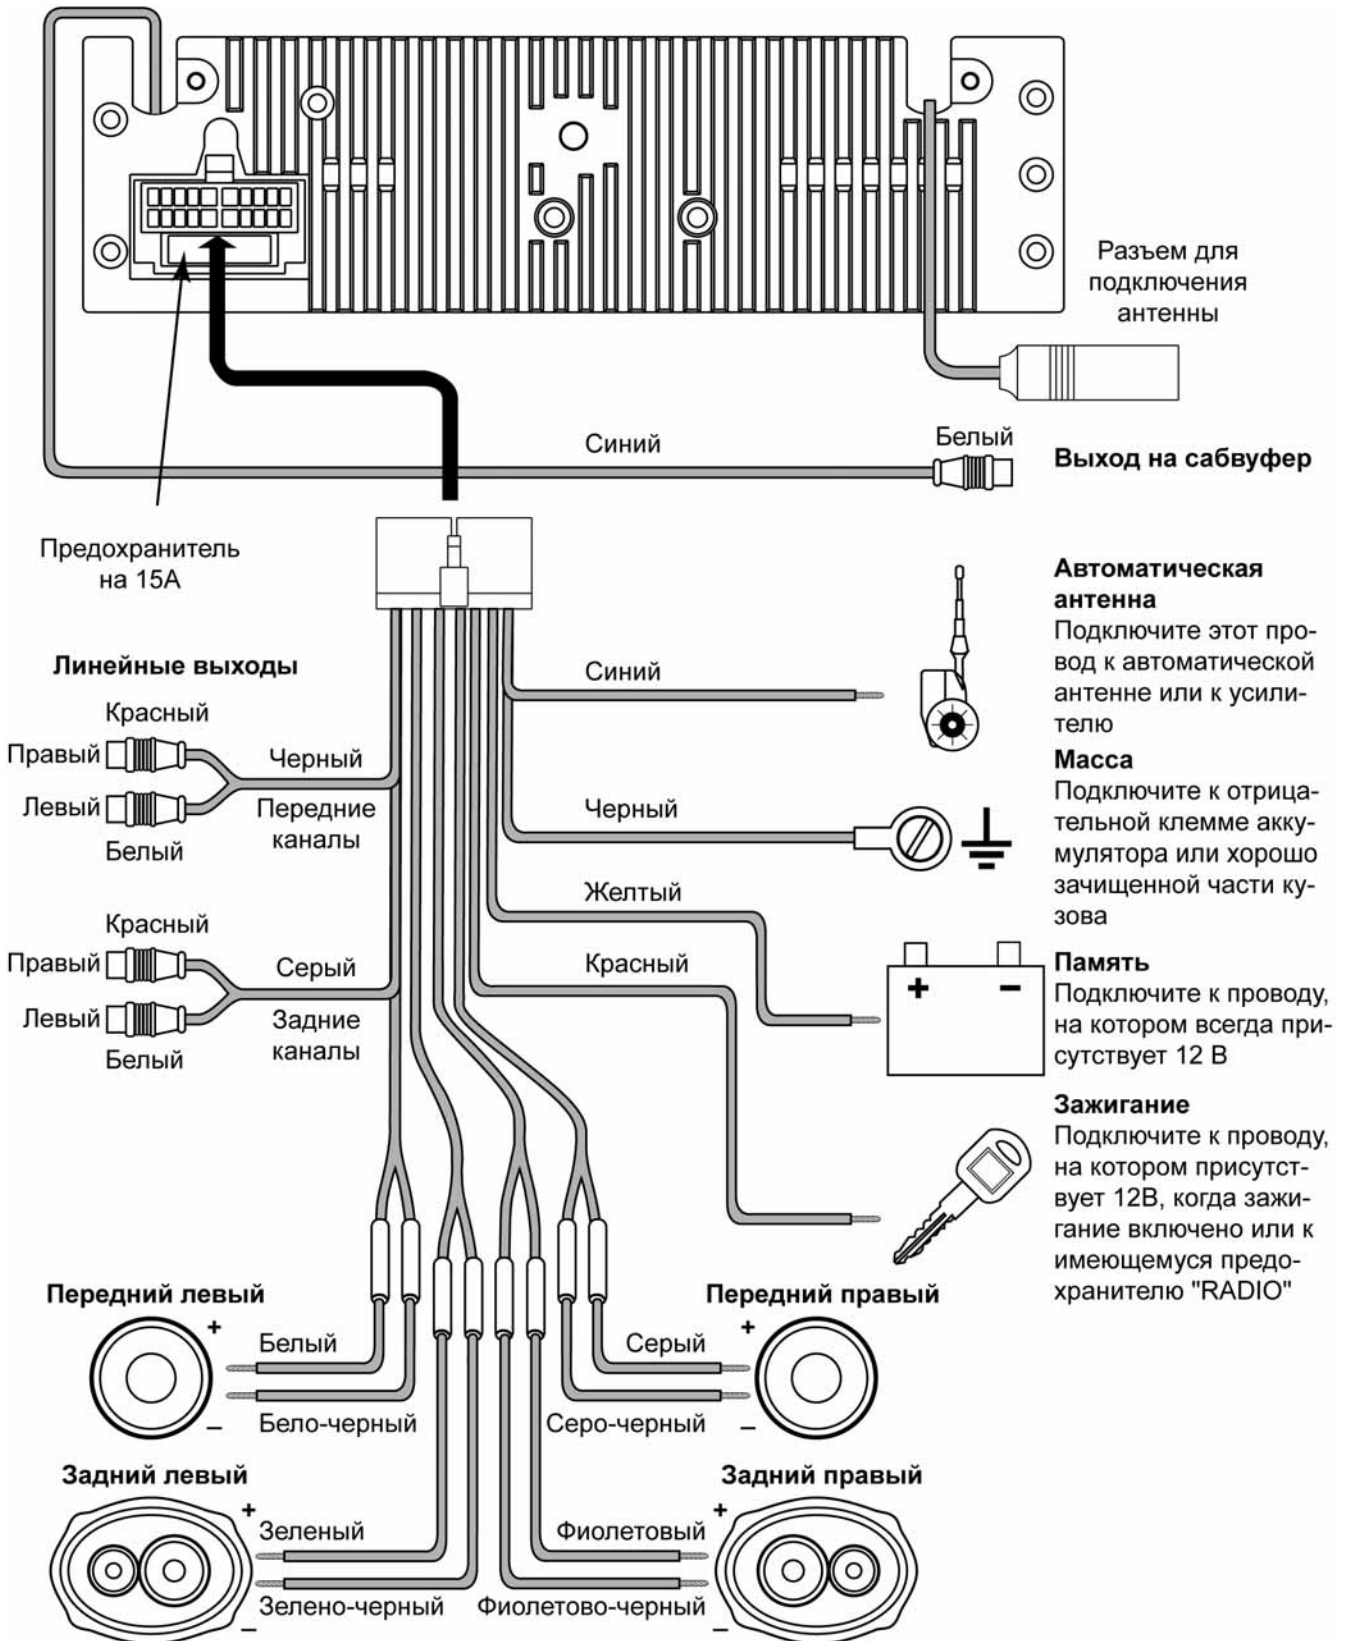 Разъем для
подключения
антенны
Синий
Белый
Выход на сабвуфер
Предохранитель
на 15А
Автоматическая
антенна
Подключите этот про-
вод к автоматической
антенне или к усили-
телю
Синий
Линейные выходы
Красный
Правый
Левый
Белый
Черный
Передние
каналы
Масса
Подключите к отрица-
тельной клемме акку-
мулятора или хорошо
зачищенной части ку-
зова
Черный
Желтый
Красный
Красный
Правый
Левый
Белый
Серый
Задние
каналы
+ −
Память
Подключите к проводу,
на котором всегда при-
сутствует 12 В
Зажигание
Подключите к проводу,
на котором присутст-
вует 12В, когда зажи-
гание включено или к
имеющемуся предо-
хранителю "RADIO"
Передний левый
+
Белый
Бело-черный
–
Передний правый
+
Серый
Серо-черный
–
Задний левый
+
Зеленый
Зелено-черный
–
Задний правый
+
Фиолетовый
Фиолетово-черный
–